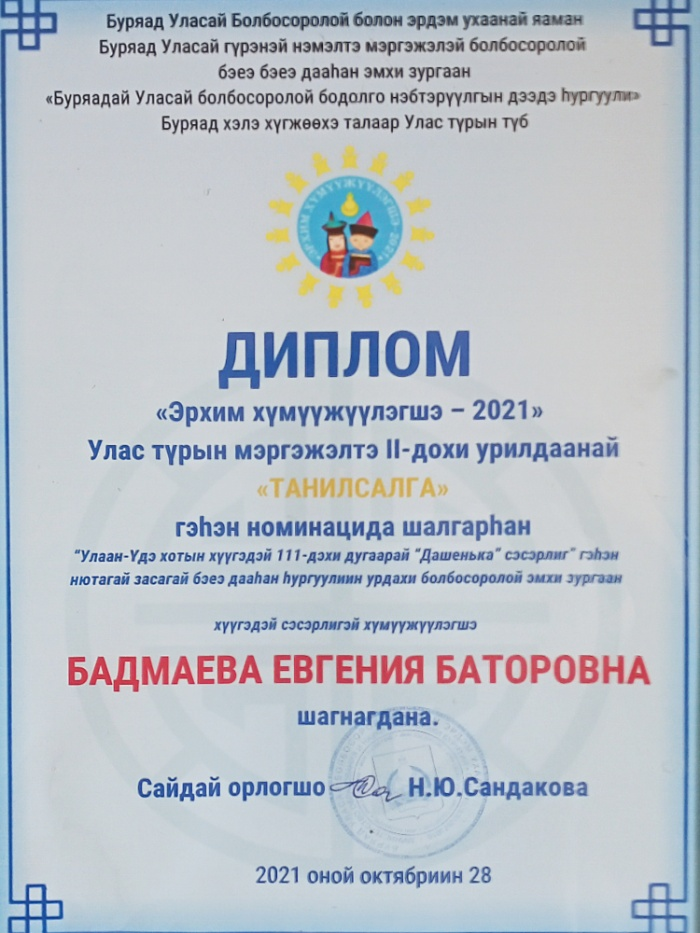 Буряад Уласай Болбосоролой болон эрдэм ухаанай яаман
Буряад Уласай гүрэнэй нэмэлтэ мэргэжэлэй болбосоролой
бэеэ бэеэ дааһан эмхи зургаан
«Буряадай Уласай болбосоролой бодолго нэбтэрүүлгын дээдэ һургуули»
Буряад хэлэ хүгжөөхэ талаар Улас түрын түб
«ЭРХИМ ХҮМҮҮЖҮҮЛЭГШЭ - 2021»
ДИПЛОМ
«Эрхим хүмүүжүүлэгшэ – 2021»
Улас түрын мэргэжэлтэ II-дохи урилдаанай
«ТАНИЛСАЛГА»
гэһэн номинацида шалгарһан
"Улаан-Үдэ хотын хүүгэдэй 111-дэхи дугаарай "Дашенька" сэсэрлиг" гэһэн
нютагай засагай бэеэ дааһан һургуулиин урдахи болбосоролой эмхи зургаан
хүүгэдэй сэсэрлигэй хүмүүжүүлэгшэ
БАДМАЕВА ЕВГЕНИЯ БАТОРОВНА
шагнагдана.
Сайдай орлогшо Н.Ю.Сандакова
2021 оной октябриин 28